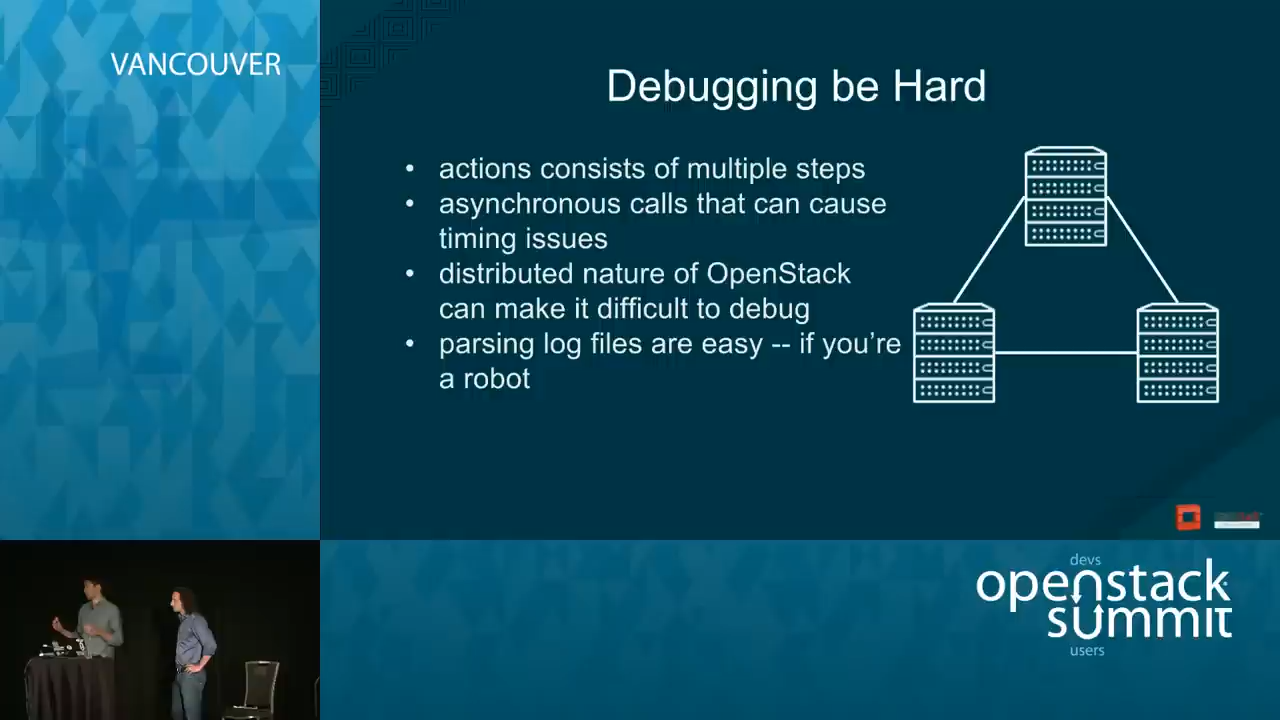 VANCOUVER
Debugging be Hard
• actions consists of multiple steps
• asynchronous calls that can cause
timing issues
• distributed nature of OpenStack
can make it difficult to debug
• parsing log files are easy -- if you’re
a robot
devs
openstack
summit
users